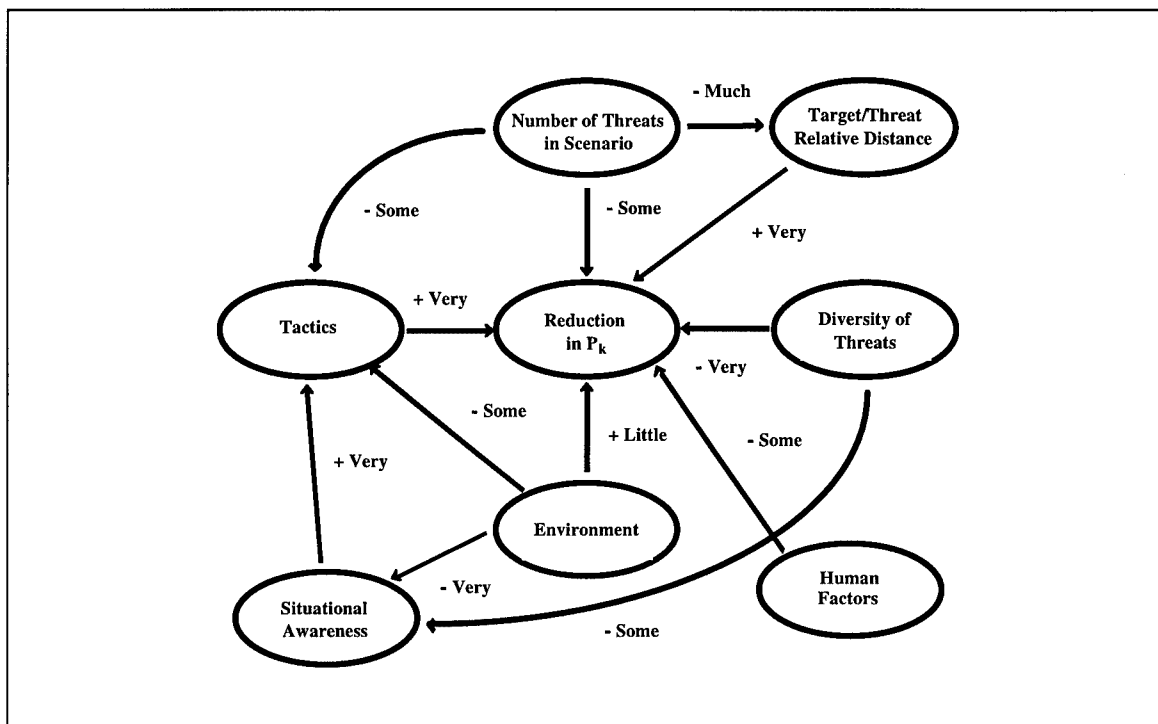 - Much
Number of Threats
in Scenario
Target/Threat
Relative Distance
- Some
- Some
+ Very
+ Very
Tactics
Reduction
in Pk
Diversity of
Threats
- Very
- Some
+ Little
- Some
+ Very
Environment
- Very
Human
Factors
Situational
Awareness
- Some